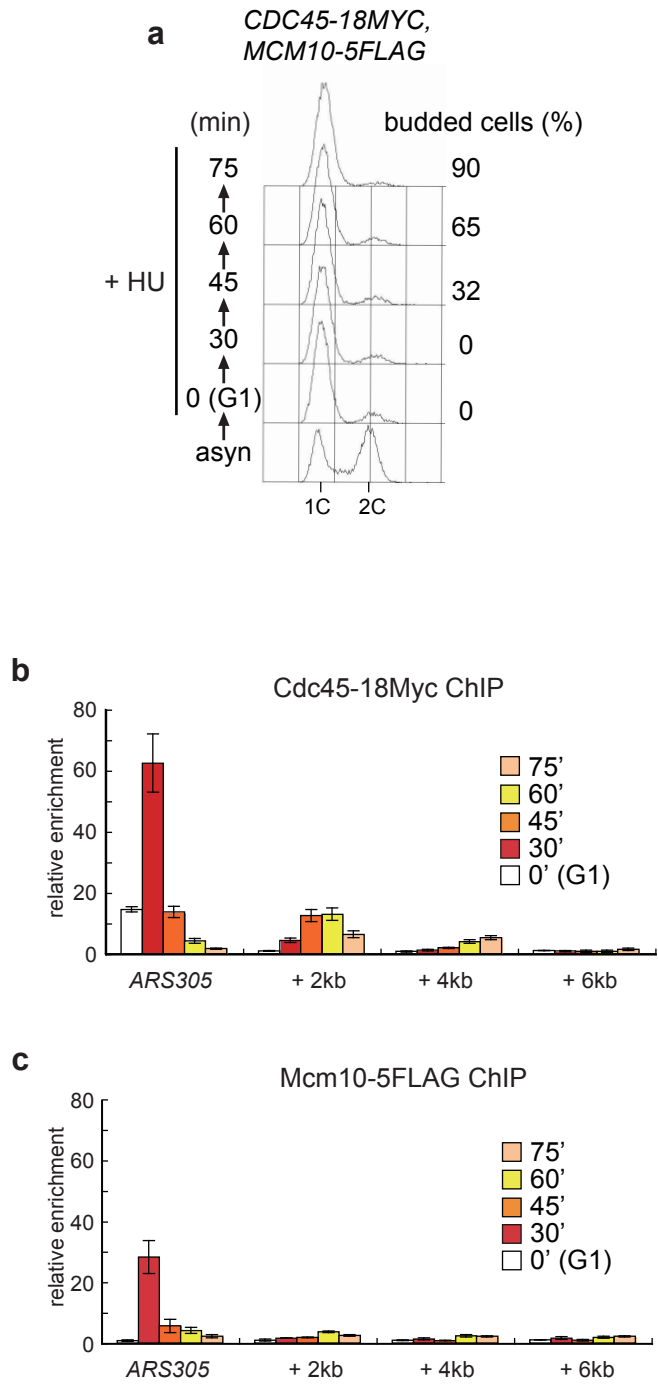 a
CDC45-18MYC,
MCM10-5FLAG
(min)
budded cells (%)
75
90
60
65
+ HU
45
32
30
0
0 (G1)
0
asyn
1C 2C
b
Cdc45-18Myc ChIP
relative enrichment
80
60
40
20
0
75’
60’
45’
30’
0’ (G1)
ARS305 + 2kb + 4kb + 6kb
c
Mcm10-5FLAG ChIP
relative enrichment
80
60
40
20
0
75’
60’
45’
30’
0’ (G1)
ARS305 + 2kb + 4kb + 6kb